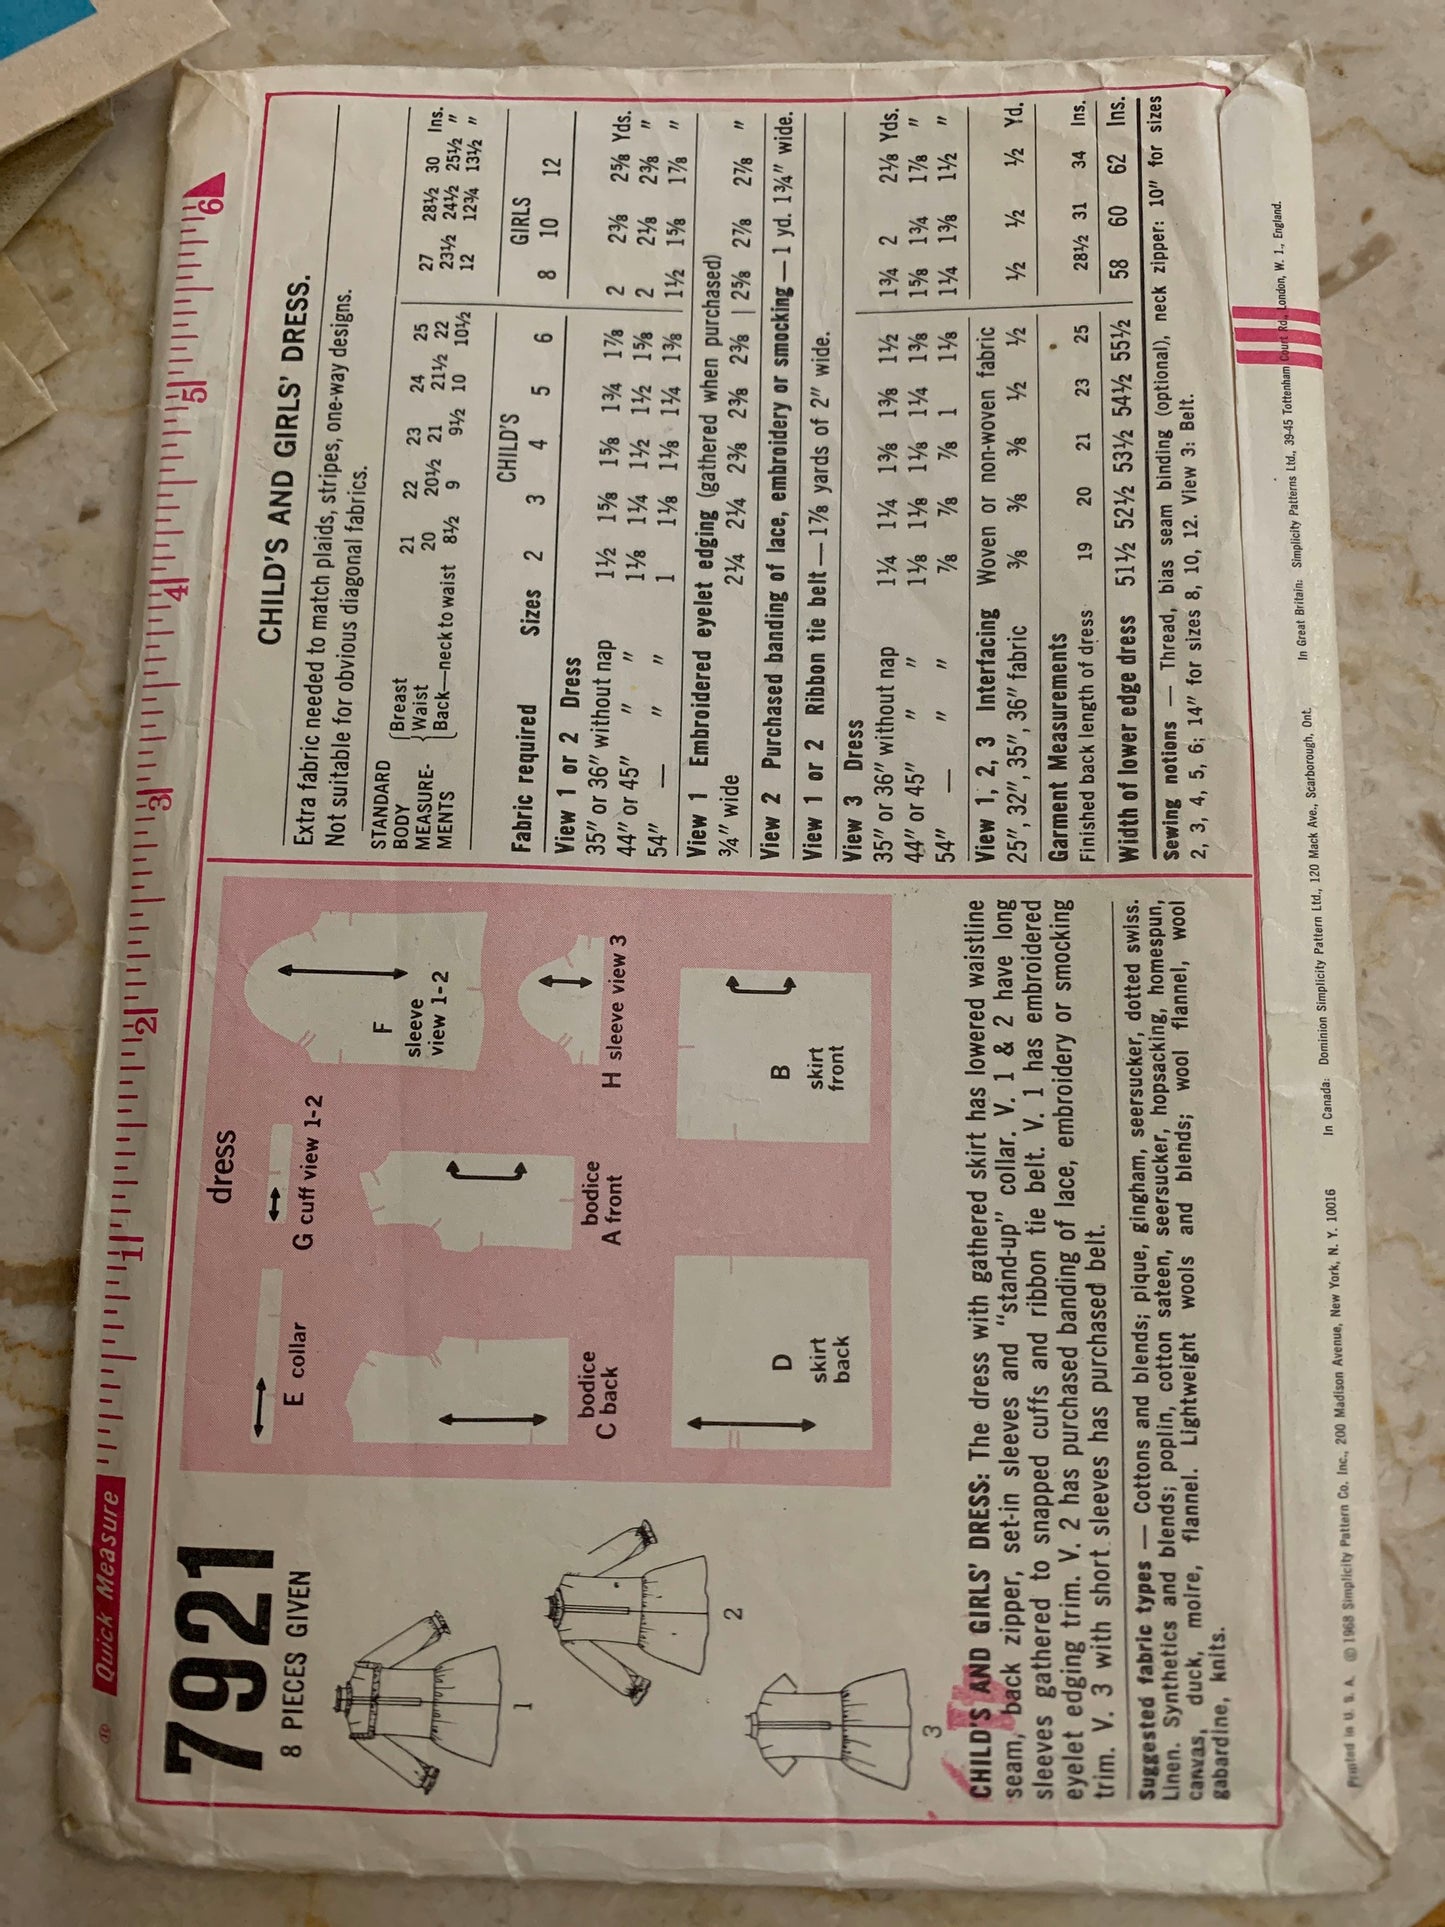 ® Quick Measure 1 2 3 4 5 6
7921
8 PIECES GIVEN
1
2
3
dress
E collar
G cuff view 1-2
F
sleeve
view 1-2
bodice
C back
bodice
A front
H sleeve view 3
D
skirt
back
B
skirt
front
CHILD'S AND GIRLS' DRESS: The dress with gathered skirt has lowered waistline
seam, back zipper, set-in sleeves and "stand-up" collar. V. 1 & 2 have long
sleeves gathered to snapped cuffs and ribbon tie belt. V. 1 has embroidered
eyelet edging trim. V. 2 has purchased banding of lace, embroidery or smocking
trim. V. 3 with short sleeves has purchased belt.
Suggested fabric types — Cottons and blends; pique, gingham, seersucker, dotted swiss.
Linen. Synthetics and blends; poplin, cotton sateen, seersucker, hopsacking, homespun,
canvas, duck, moire, flannel. Lightweight wools and blends; wool flannel, wool
gabardine, knits.
CHILD'S AND GIRLS' DRESS.
Extra fabric needed to match plaids, stripes, one-way designs.
Not suitable for obvious diagonal fabrics.
STANDARD BODY MEASURE-MENTS
Breast 21 22 23 24 25 27 28½ 30 Ins.
Waist 20 20½ 21 21½ 22 23½ 24½ 25½ "
Back—neck to waist 8½ 9 9½ 10 10½ 12 12¾ 13½ "
CHILD'S GIRLS
Fabric required Sizes 2 3 4 5 6 8 10 12
View 1 or 2 Dress
35" or 36" without nap 1½ 1⅝ 1⅝ 1¾ 1⅞ 2 2⅜ 2⅝ Yds.
44" or 45" " " 1⅛ 1¼ 1½ 1½ 1⅝ 2 2⅛ 2⅜ "
54" — " 1 1⅛ 1⅛ 1¼ 1⅜ 1½ 1⅝ 1⅞ "
View 1 Embroidered eyelet edging (gathered when purchased)
¾" wide 2¼ 2¼ 2⅜ 2⅜ 2⅜ 2⅝ 2⅞ 2⅞ "
View 2 Purchased banding of lace, embroidery or smocking — 1 yd. 1¾" wide.
View 1 or 2 Ribbon tie belt — 1⅞ yards of 2" wide.
View 3 Dress
35" or 36" without nap 1¼ 1¼ 1⅜ 1⅜ 1½ 1¾ 2 2⅛ Yds.
44" or 45" " " 1⅛ 1⅛ 1⅛ 1¼ 1⅜ 1⅝ 1¾ 1⅞ "
54" — " ⅞ ⅞ ⅞ 1 1⅛ 1¼ 1⅜ 1½ "
View 1, 2, 3 Interfacing Woven or non-woven fabric
25", 32", 35", 36" fabric ⅜ ⅜ ⅜ ½ ½ ½ ½ ½ Yd.
Garment Measurements
Finished back length of dress 19 20 21 23 25 28½ 31 34 Ins.
Width of lower edge dress 51½ 52½ 53½ 54½ 55½ 58 60 62 Ins.
Sewing notions — Thread, bias seam binding (optional), neck zipper: 10" for sizes
2, 3, 4, 5, 6; 14" for sizes 8, 10, 12. View 3: Belt.
Printed in U. S. A. © 1968 Simplicity Pattern Co. Inc., 200 Madison Avenue, New York, N. Y. 10016 In Canada: Dominion Simplicity Pattern Ltd., 120 Mack Ave., Scarborough, Ont. In Great Britain: Simplicity Patterns Ltd., 39-45 Tottenham Court Rd., London, W. 1., England.